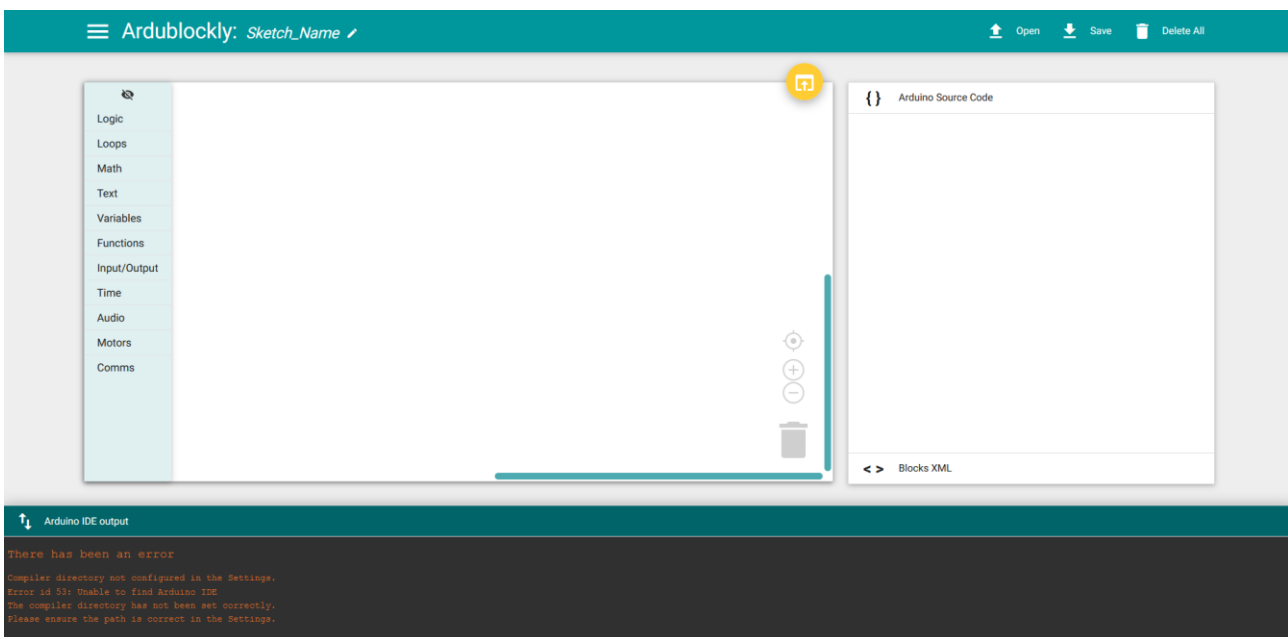 Ardublockly: Sketch_Name
Open Save Delete All
Logic
Loops
Math
Text
Variables
Functions
Input/Output
Time
Audio
Motors
Comms
{ } Arduino Source Code
< > Blocks XML
Arduino IDE output
There has been an error
Compiler directory not configured in the Settings.
Error id 53: Unable to find Arduino IDE
The compiler directory has not been set correctly.
Please ensure the path is correct in the Settings.